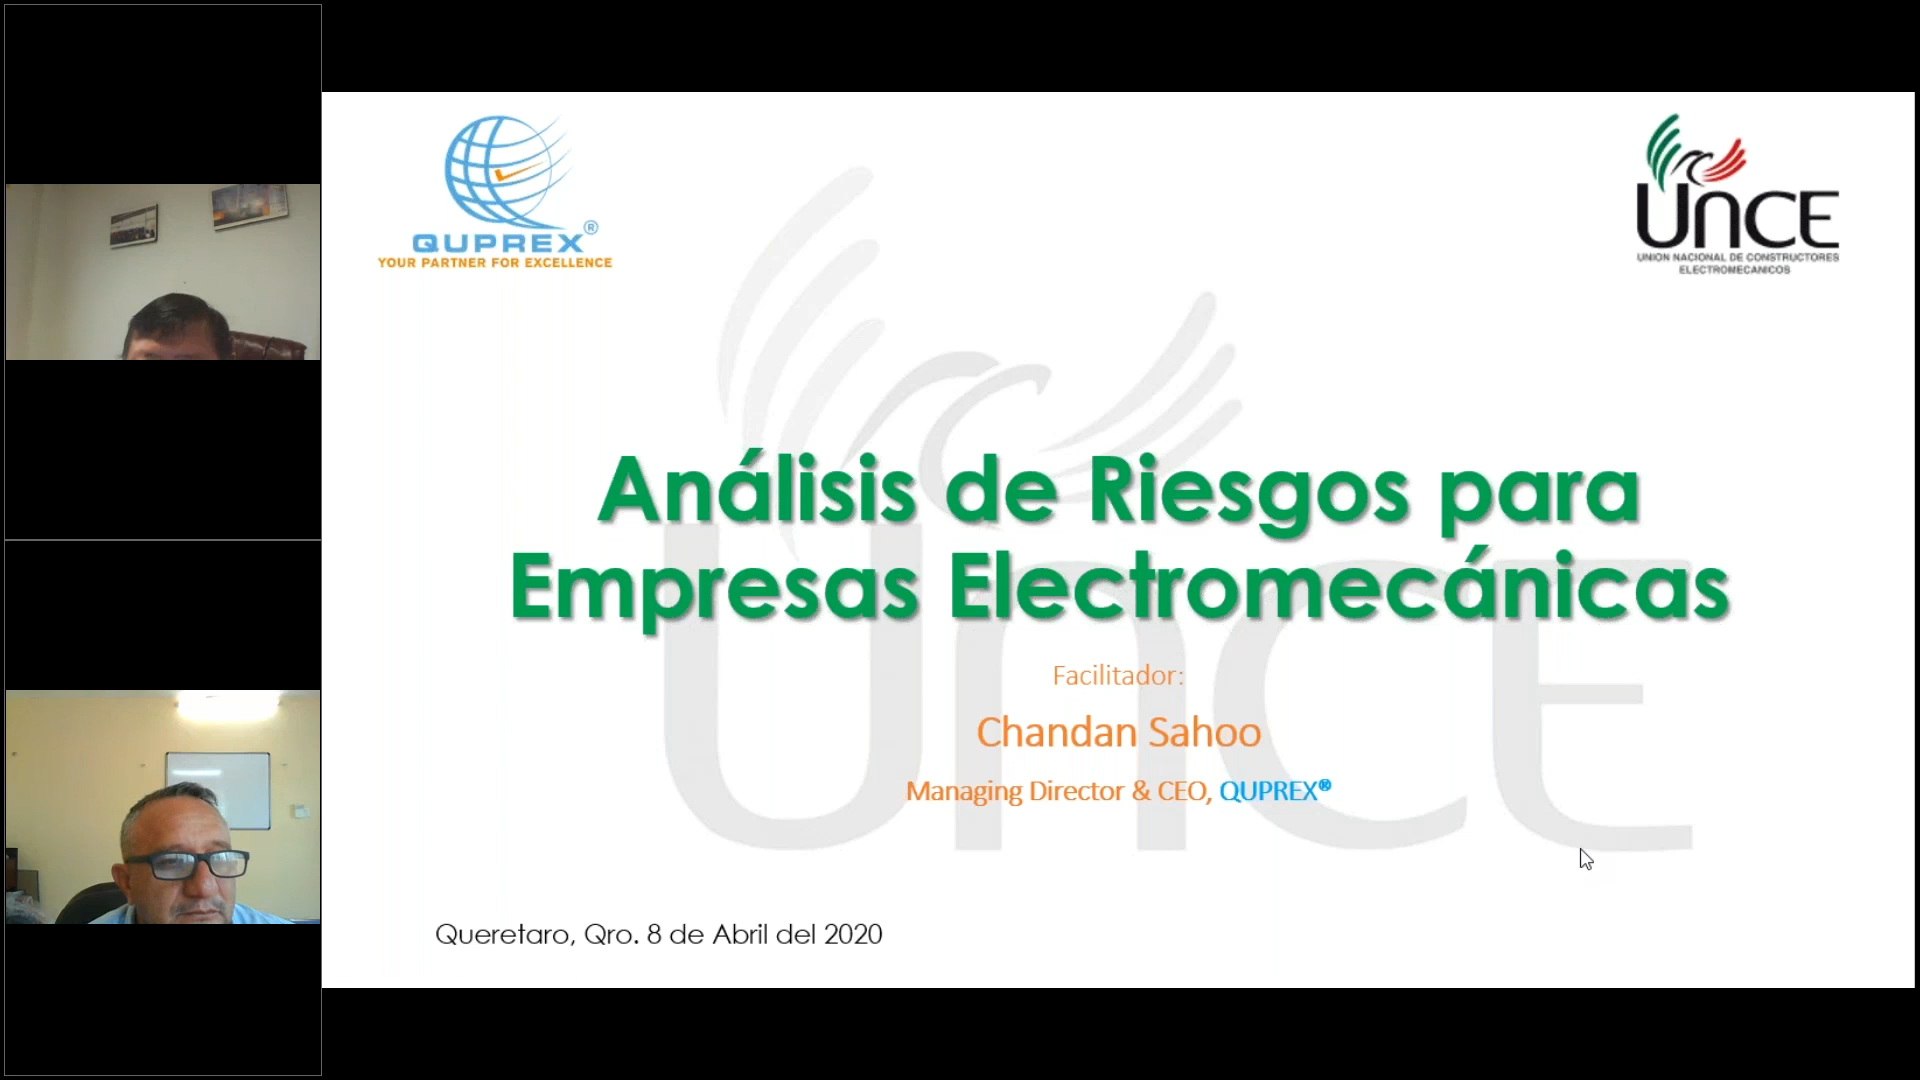 QUPREX®
YOUR PARTNER FOR EXCELLENCE
UNCE
UNION NACIONAL DE CONSTRUCTORES
ELECTROMECANICOS
Análisis de Riesgos para
Empresas Electromecánicas
Facilitador:
Chandan Sahoo
Managing Director & CEO, QUPREX®
Queretaro, Qro. 8 de Abril del 2020